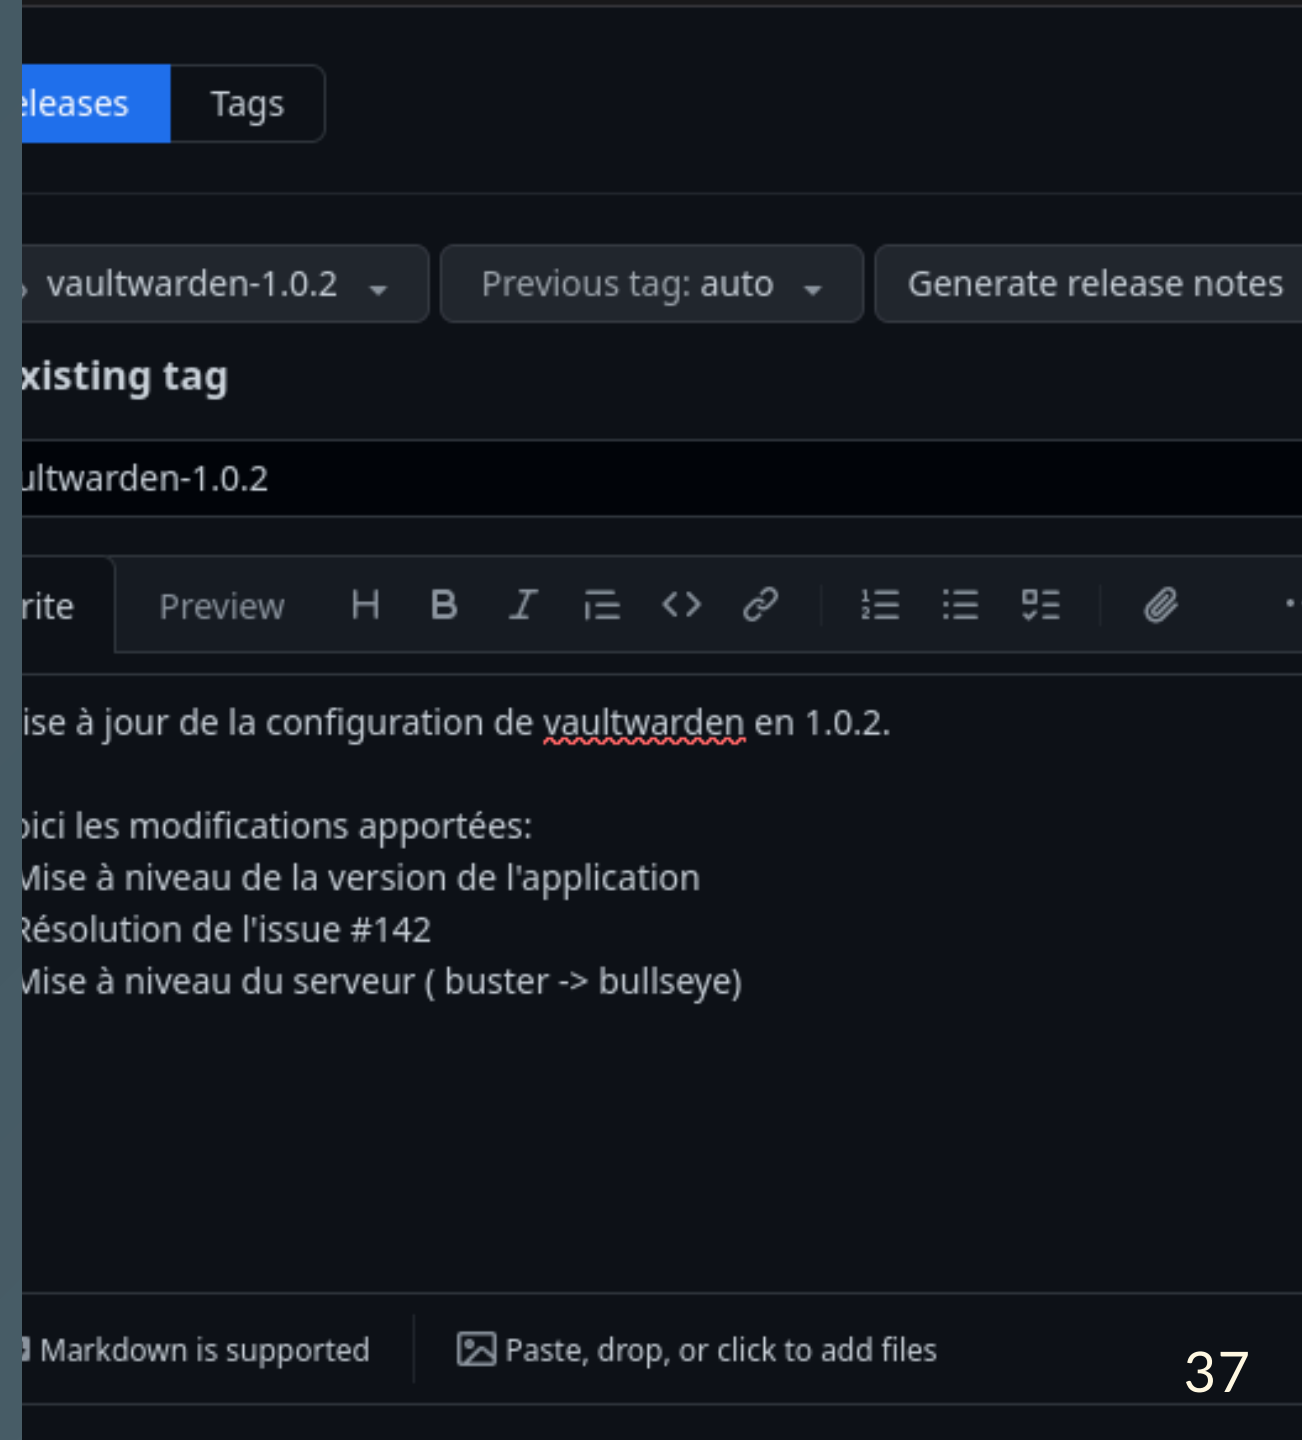 eleases Tags
vaultwarden-1.0.2 Previous tag: auto Generate release notes
xisting tag
ultwarden-1.0.2
rite Preview H B I
ise à jour de la configuration de vaultwarden en 1.0.2.
oici les modifications apportées:
Mise à niveau de la version de l'application
Résolution de l'issue #142
Mise à niveau du serveur ( buster -> bullseye)
Markdown is supported Paste, drop, or click to add files
37